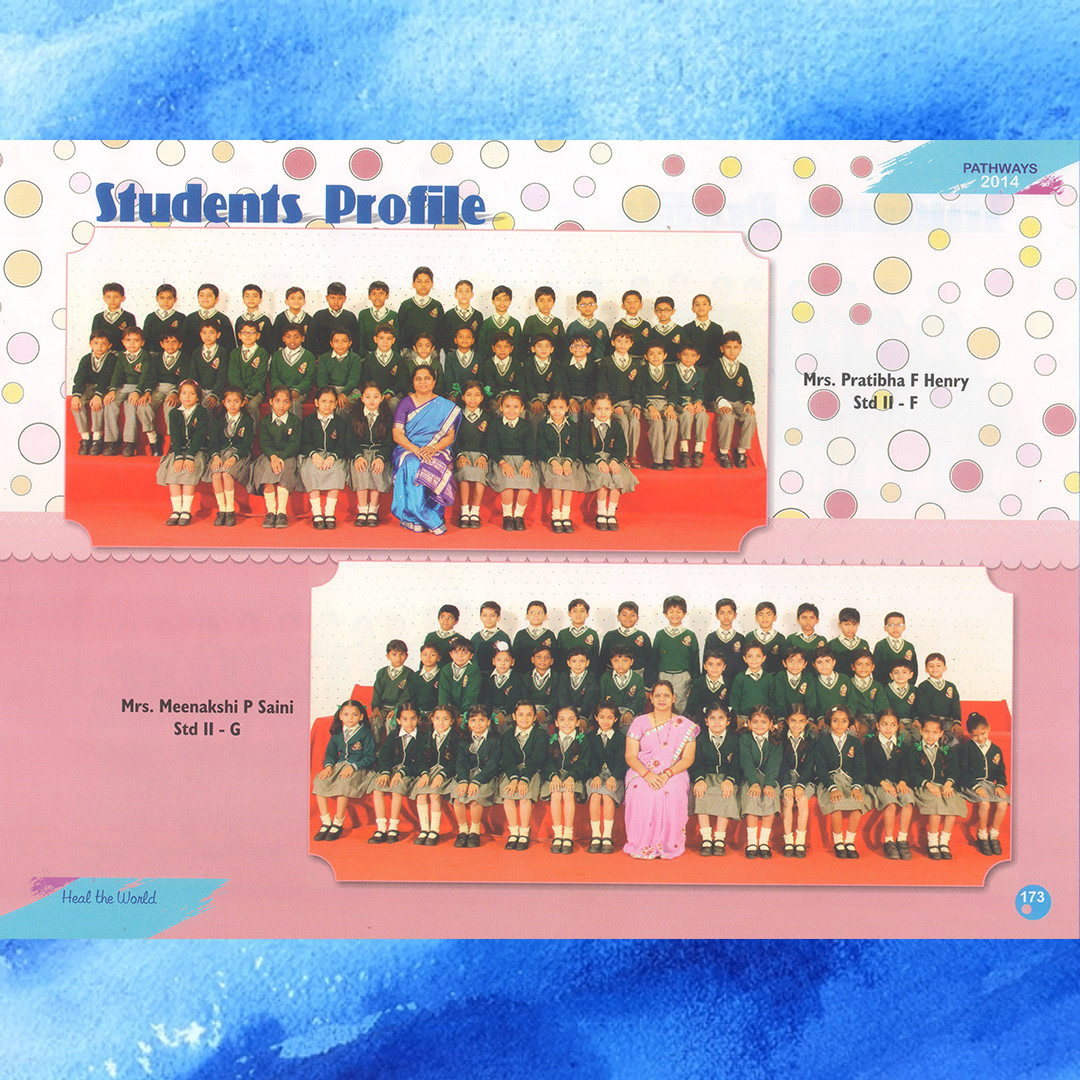 PATHWAYS
2014
Students Profile
Mrs. Pratibha F Henry
Std II - F
Mrs. Meenakshi P Saini
Std II - G
Heal the World
173